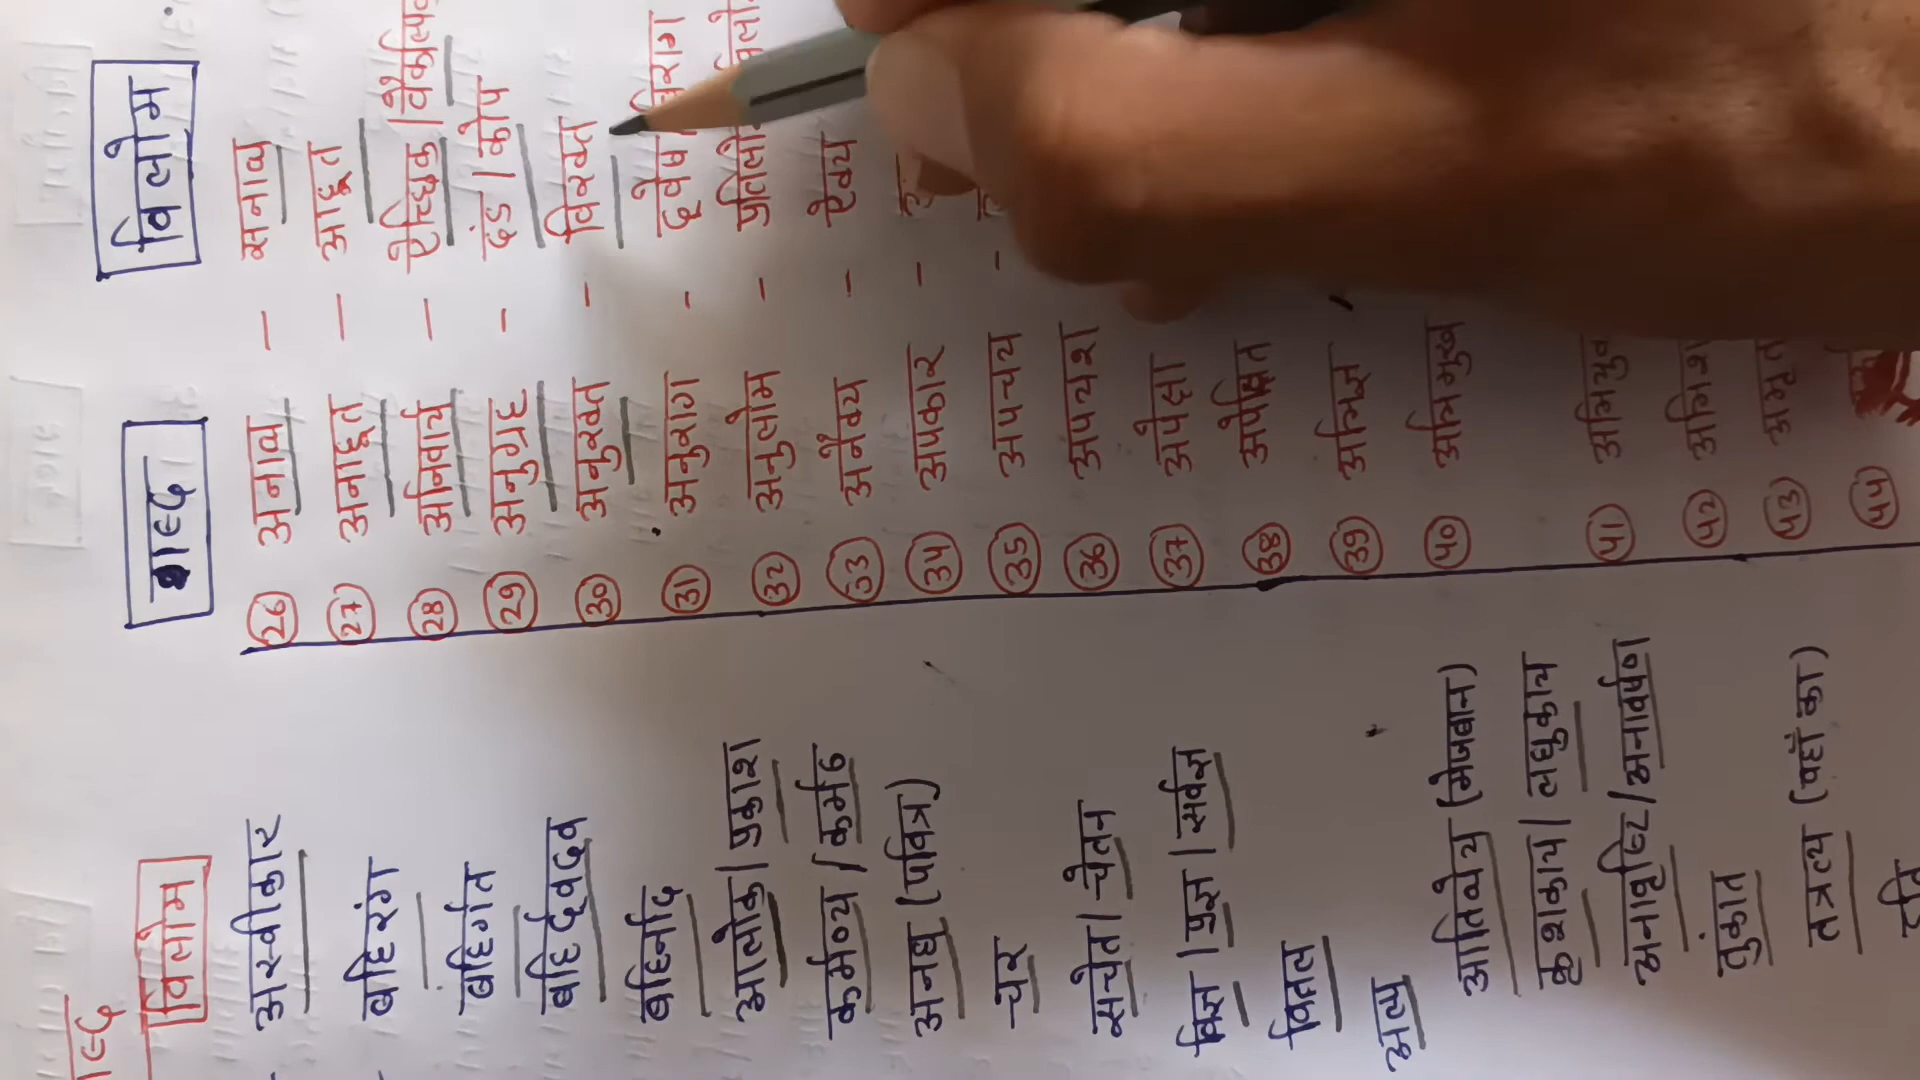 शब्द विलोम
26 अनाथ — सनाथ
27 अनाहूत — आहूत
28 अनिवार्य — ऐच्छिक / वैकल्पि
29 अनुग्रह - दंड / कोप
30 अनुरक्त - विरक्त
31 अनुराग - द्वेष
32 अनुलोम -
33 अनैक्य - ऐक्य
34 अपकार -
35 अपचय -
36 अपयश
37 अपेक्षा
38 अपेक्षित
39 अभिज्ञ
40 अभिमुख
41
42
43 अमृत
44
विलोम
अस्वीकार
बहिरंग
बहिर्गत
बहिर्द्वन्द्व
बहिर्नाद
आलोक / प्रकाश
कर्मण्य / कर्मठ
अनघ (पवित्र)
चर
सचेत / चेतन
विज्ञ / प्रज्ञ / सर्वज्ञ
वितल
अल्प
आतिथेय (मेजबान)
कृशकाय / लघुकाय
अनावृष्टि / अनावर्षण
तुकांत
तत्रत्य (वहाँ का)